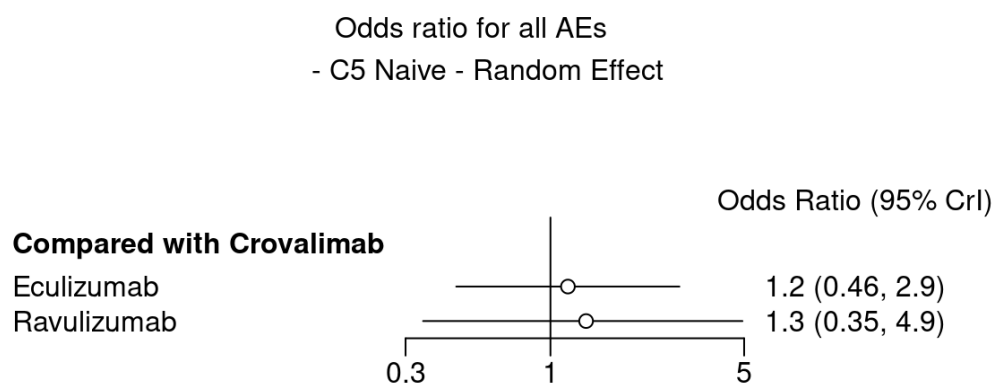 Odds ratio for all AEs
- C5 Naive - Random Effect
Odds Ratio (95% CrI)
Compared with Crovalimab
Eculizumab 1.2 (0.46, 2.9)
Ravulizumab 1.3 (0.35, 4.9)
0.3 1 5